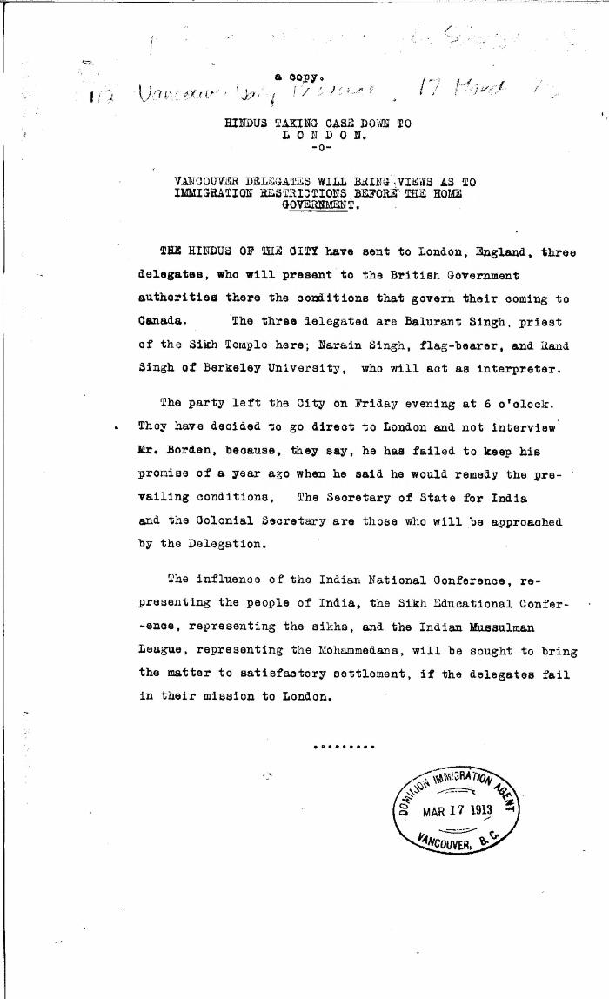 a copy.
112 Vancouver 17 March
HINDUS TAKING CASE DOWN TO
L O N D O N.
-o-
VANCOUVER DELEGATES WILL BRING VIEWS AS TO
IMMIGRATION RESTRICTIONS BEFORE THE HOME
GOVERNMENT.
THE HINDUS OF THE CITY have sent to London, England, three
delegates, who will present to the British Government
authorities there the conditions that govern their coming to
Canada. The three delegated are Balurant Singh, priest
of the Sikh Temple here; Narain Singh, flag-bearer, and Rand
Singh of Berkeley University, who will act as interpreter.
The party left the City on Friday evening at 6 o'clock.
They have decided to go direct to London and not interview
Mr. Borden, because, they say, he has failed to keep his
promise of a year ago when he said he would remedy the pre-
vailing conditions, The Secretary of State for India
and the Colonial Secretary are those who will be approached
by the Delegation.
The influence of the Indian National Conference, re-
presenting the people of India, the Sikh Educational Confer-
-ence, representing the sikhs, and the Indian Mussulman
League, representing the Mohammedans, will be sought to bring
the matter to satisfactory settlement, if the delegates fail
in their mission to London.
.........
DOMINION IMMIGRATION AGENT
MAR 17 1913
VANCOUVER, B. C.